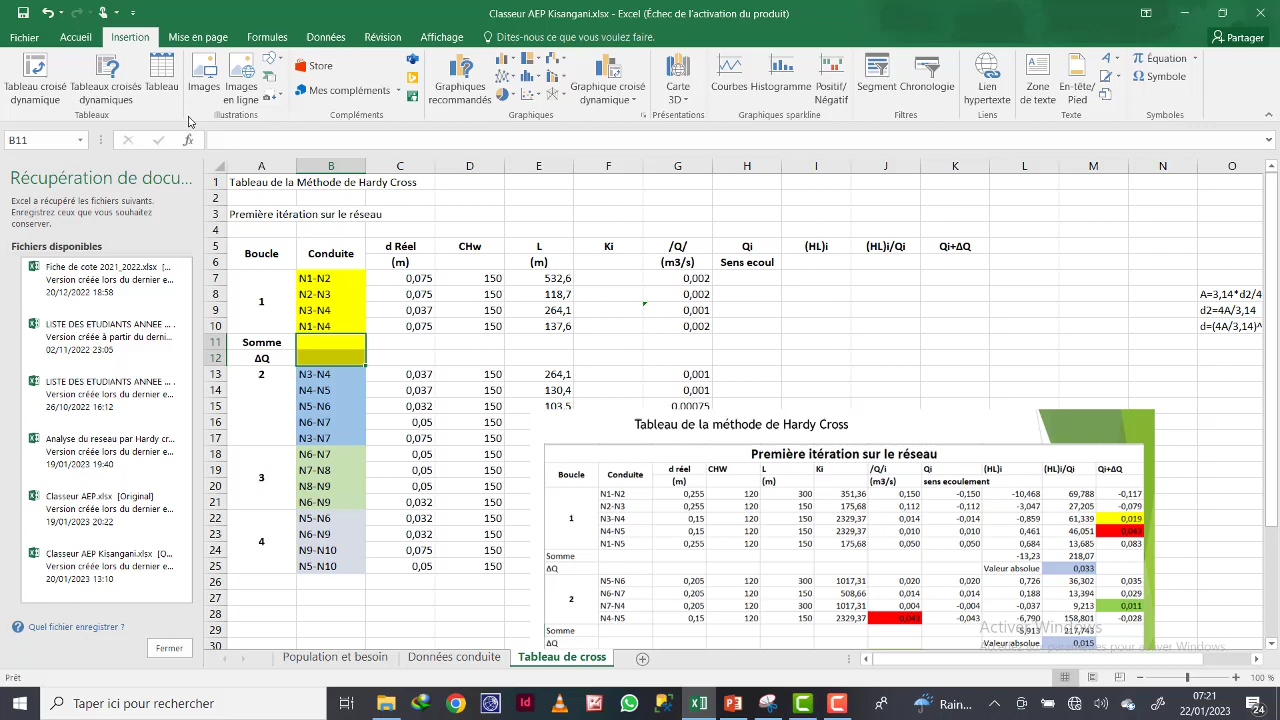 Classeur AEP Kisangani.xlsx - Excel (Échec de l'activation du produit)
Fichier Accueil Insertion Mise en page Formules Données Révision Affichage Dites-nous ce que vous voulez faire. Partager
Tableau croisé dynamique Tableaux croisés dynamiques Tableau Images Images en ligne Store Mes compléments Graphiques recommandés Graphique croisé dynamique Carte 3D Courbes Histogramme Positif/Négatif Segment Chronologie Lien hypertexte Zone de texte En-tête/Pied Équation Symbole
Tableaux Illustrations Compléments Graphiques Présentations Graphiques sparkline Filtres Liens Texte Symboles
B11 fx
Récupération de docu...
Excel a récupéré les fichiers suivants.
Enregistrez ceux que vous souhaitez
conserver.
Fichiers disponibles
Fiche de cote 2021_2022.xlsx [...
Version créée lors du dernier e...
20/12/2022 18:58
LISTE DES ETUDIANTS ANNEE ...
Version créée à partir du derni...
02/11/2022 23:05
LISTE DES ETUDIANTS ANNEE ...
Version créée lors du dernier e...
26/10/2022 16:12
Analyse du reseau par Hardy cr...
Version créée lors du dernier e...
19/01/2023 19:40
Classeur AEP.xlsx [Original]
Version créée lors du dernier e...
19/01/2023 20:22
Classeur AEP Kisangani.xlsx [O...
Version créée lors du dernier e...
20/01/2023 13:10
Quel fichier enregistrer ?
Fermer
A B C D E F G H I J K L M N O
1 Tableau de la Méthode de Hardy Cross
2
3 Première itération sur le réseau
4
5 Boucle Conduite d Réel CHw L Ki /Q/ Qi (HL)i (HL)i/Qi Qi+ΔQ
6 (m) (m) (m3/s) Sens ecoul
7 N1-N2 0,075 150 532,6 0,002
8 1 N2-N3 0,075 150 118,7 0,002 A=3,14*d2/4
9 N3-N4 0,037 150 264,1 0,001 d2=4A/3,14
10 N1-N4 0,075 150 137,6 0,002 d=(4A/3,14)^
11 Somme
12 ΔQ
13 2 N3-N4 0,037 150 264,1 0,001
14 N4-N5 0,037 150 130,4 0,001
15 N5-N6 0,032 150 103,5 0,00075
16 N6-N7 0,05 150
17 N3-N7 0,075 150
18 N6-N7 0,05 150
19 3 N7-N8 0,05 150
20 N8-N9 0,05 150
21 N6-N9 0,032 150
22 N5-N6 0,032 150
23 4 N6-N9 0,032 150
24 N9-N10 0,075 150
25 N5-N10 0,05 150
26
27
28
29
30
Tableau de la méthode de Hardy Cross
Première itération sur le réseau
Boucle Conduite d réel CHW L Ki /Q/i Qi (HL)i (HL)i/Qi Qi+ΔQ
(m) (m) (m3/s) sens ecoulement
N1-N2 0,255 120 300 351,36 0,150 -0,150 -10,468 69,788 -0,117
N2-N3 0,255 120 150 175,68 0,112 -0,112 -3,047 27,205 -0,079
1 N3-N4 0,15 120 150 2329,37 0,014 -0,014 -0,859 61,339 0,019
N4-N5 0,15 120 150 2329,37 0,010 0,010 0,461 46,051 0,043
N1-N5 0,255 120 150 175,68 0,050 0,050 0,684 13,685 0,083
Somme -13,23 218,07
ΔQ Valeur absolue 0,033
N5-N6 0,205 120 300 1017,31 0,020 0,020 0,726 36,302 0,035
2 N6-N7 0,205 120 150 508,66 0,014 0,014 0,188 13,394 0,029
N7-N4 0,205 120 300 1017,31 0,004 -0,004 -0,037 9,213 0,011
N4-N5 0,15 120 150 2329,37 0,043 -0,043 -6,790 158,801 -0,028
Somme -5,913 217,743
ΔQ Valeur absolue 0,015
Activer Windows
Population et besoin Données conduite Tableau de cross
Prêt 100 %
Taper ici pour rechercher Rain... 07:21
22/01/2023